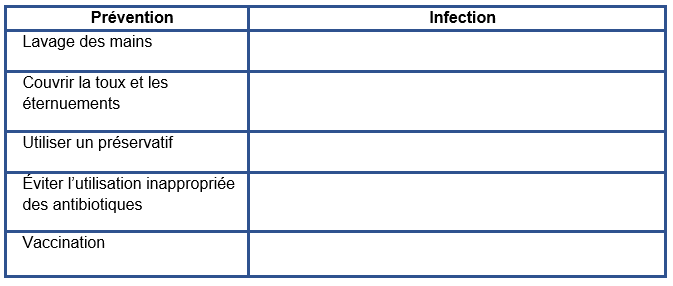 Prévention Infection
Lavage des mains
Couvrir la toux et les
éternuements
Utiliser un préservatif
Éviter l’utilisation inappropriée
des antibiotiques
Vaccination